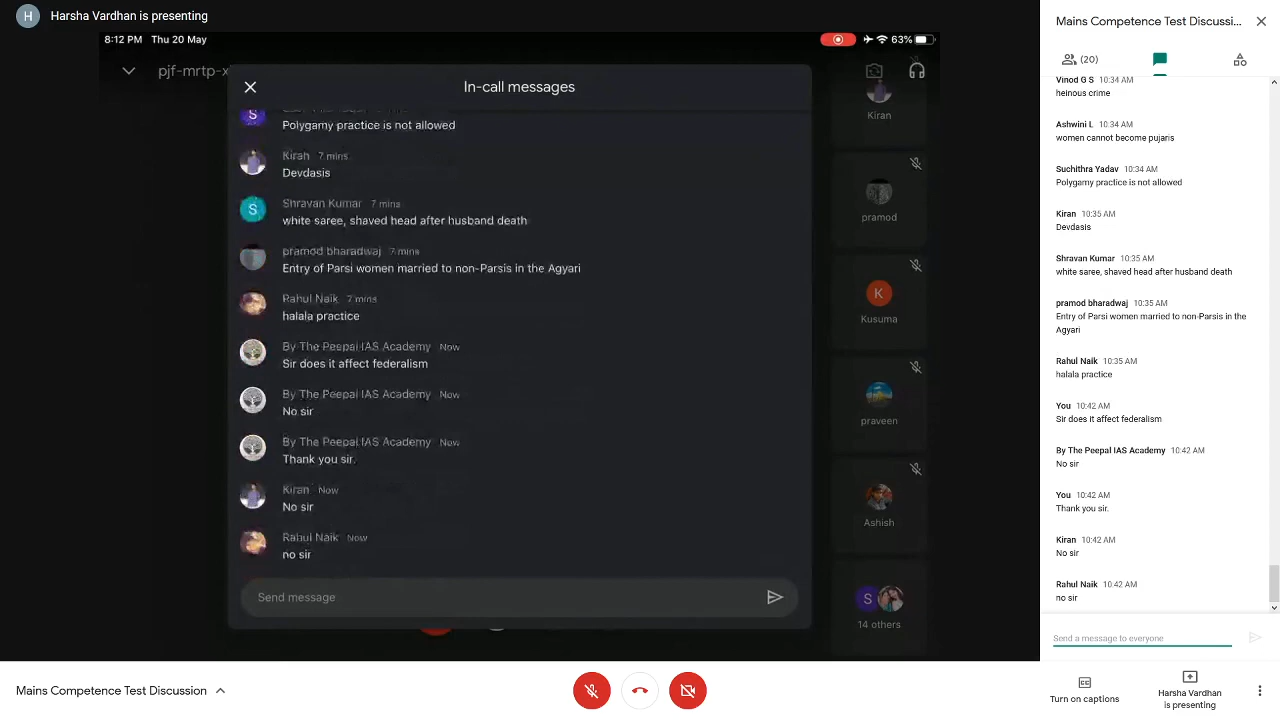 H Harsha Vardhan is presenting
8:12 PM Thu 20 May
63%
pjf-mrtp-x
In-call messages
S
Polygamy practice is not allowed
Kiran 7 mins
Devdasis
S
Shravan Kumar 7 mins
white saree, shaved head after husband death
pramod bharadwaj 7 mins
Entry of Parsi women married to non-Parsis in the Agyari
Rahul Naik 7 mins
halala practice
By The Peepal IAS Academy Now
Sir does it affect federalism
By The Peepal IAS Academy Now
No sir
By The Peepal IAS Academy Now
Thank you sir.
Kiran Now
No sir
Rahul Naik Now
no sir
Send message
Kiran
pramod
K
Kusuma
praveen
Ashish
S
14 others
Mains Competence Test Discussi...
(20)
Vinod G S 10:34 AM
heinous crime
Ashwini L 10:34 AM
women cannot become pujaris
Suchithra Yadav 10:34 AM
Polygamy practice is not allowed
Kiran 10:35 AM
Devdasis
Shravan Kumar 10:35 AM
white saree, shaved head after husband death
pramod bharadwaj 10:35 AM
Entry of Parsi women married to non-Parsis in the
Agyari
Rahul Naik 10:35 AM
halala practice
You 10:42 AM
Sir does it affect federalism
By The Peepal IAS Academy 10:42 AM
No sir
You 10:42 AM
Thank you sir.
Kiran 10:42 AM
No sir
Rahul Naik 10:42 AM
no sir
Send a message to everyone
Mains Competence Test Discussion
Turn on captions
Harsha Vardhan
is presenting